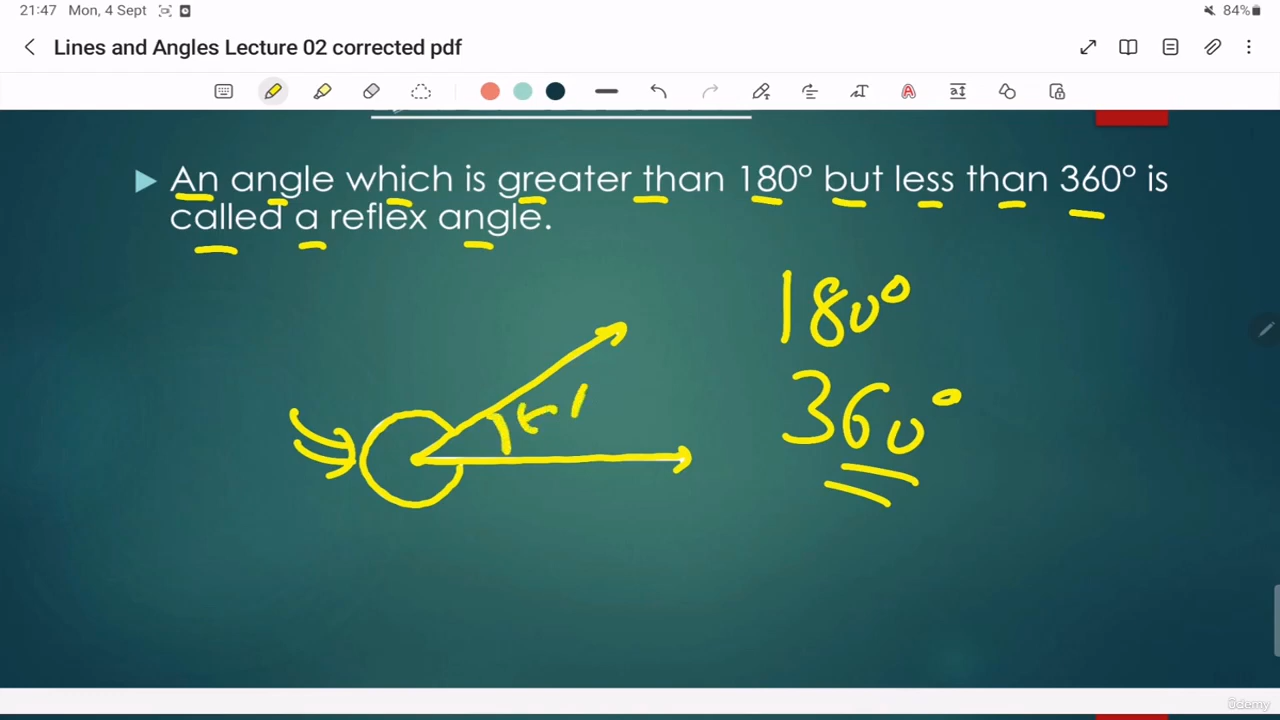 21:47 Mon, 4 Sept
84%
Lines and Angles Lecture 02 corrected pdf
An angle which is greater than 180° but less than 360° is
called a reflex angle.
180°
360°
ûdemy